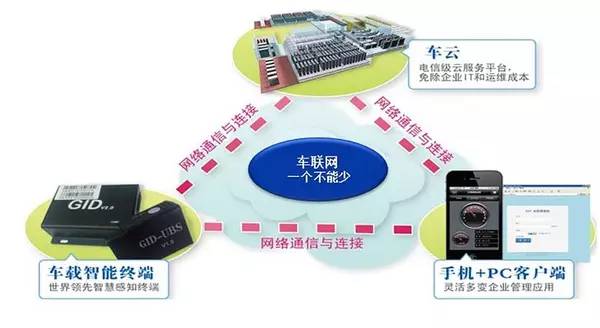 车云
电信级云服务平台，
免除企业IT和运维成本
网络通信与连接
网络通信与连接
车联网
一个不能少
GID
V1.0
GID-UBS
V1.0
网络通信与连接
车载智能终端
世界领先智慧感知终端
手机+PC客户端
灵活多变企业管理应用